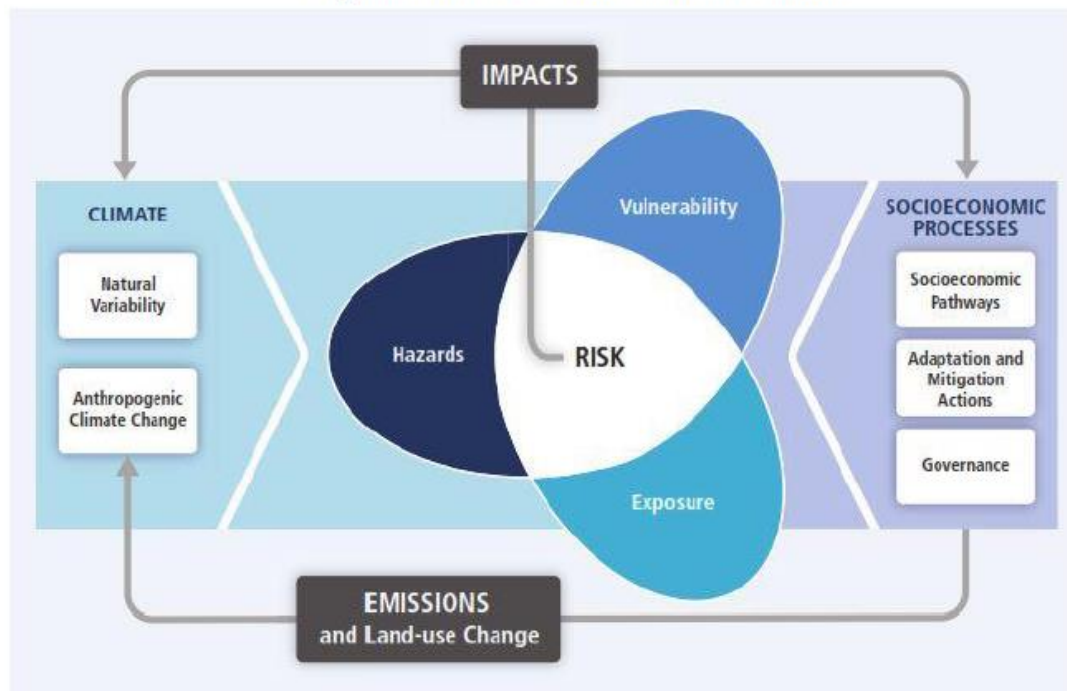 IMPACTS
CLIMATE
Natural
Variability
Anthropogenic
Climate Change
Vulnerability
Hazards
RISK
Exposure
SOCIOECONOMIC
PROCESSES
Socioeconomic
Pathways
Adaptation and
Mitigation
Actions
Governance
EMISSIONS
and Land-use Change